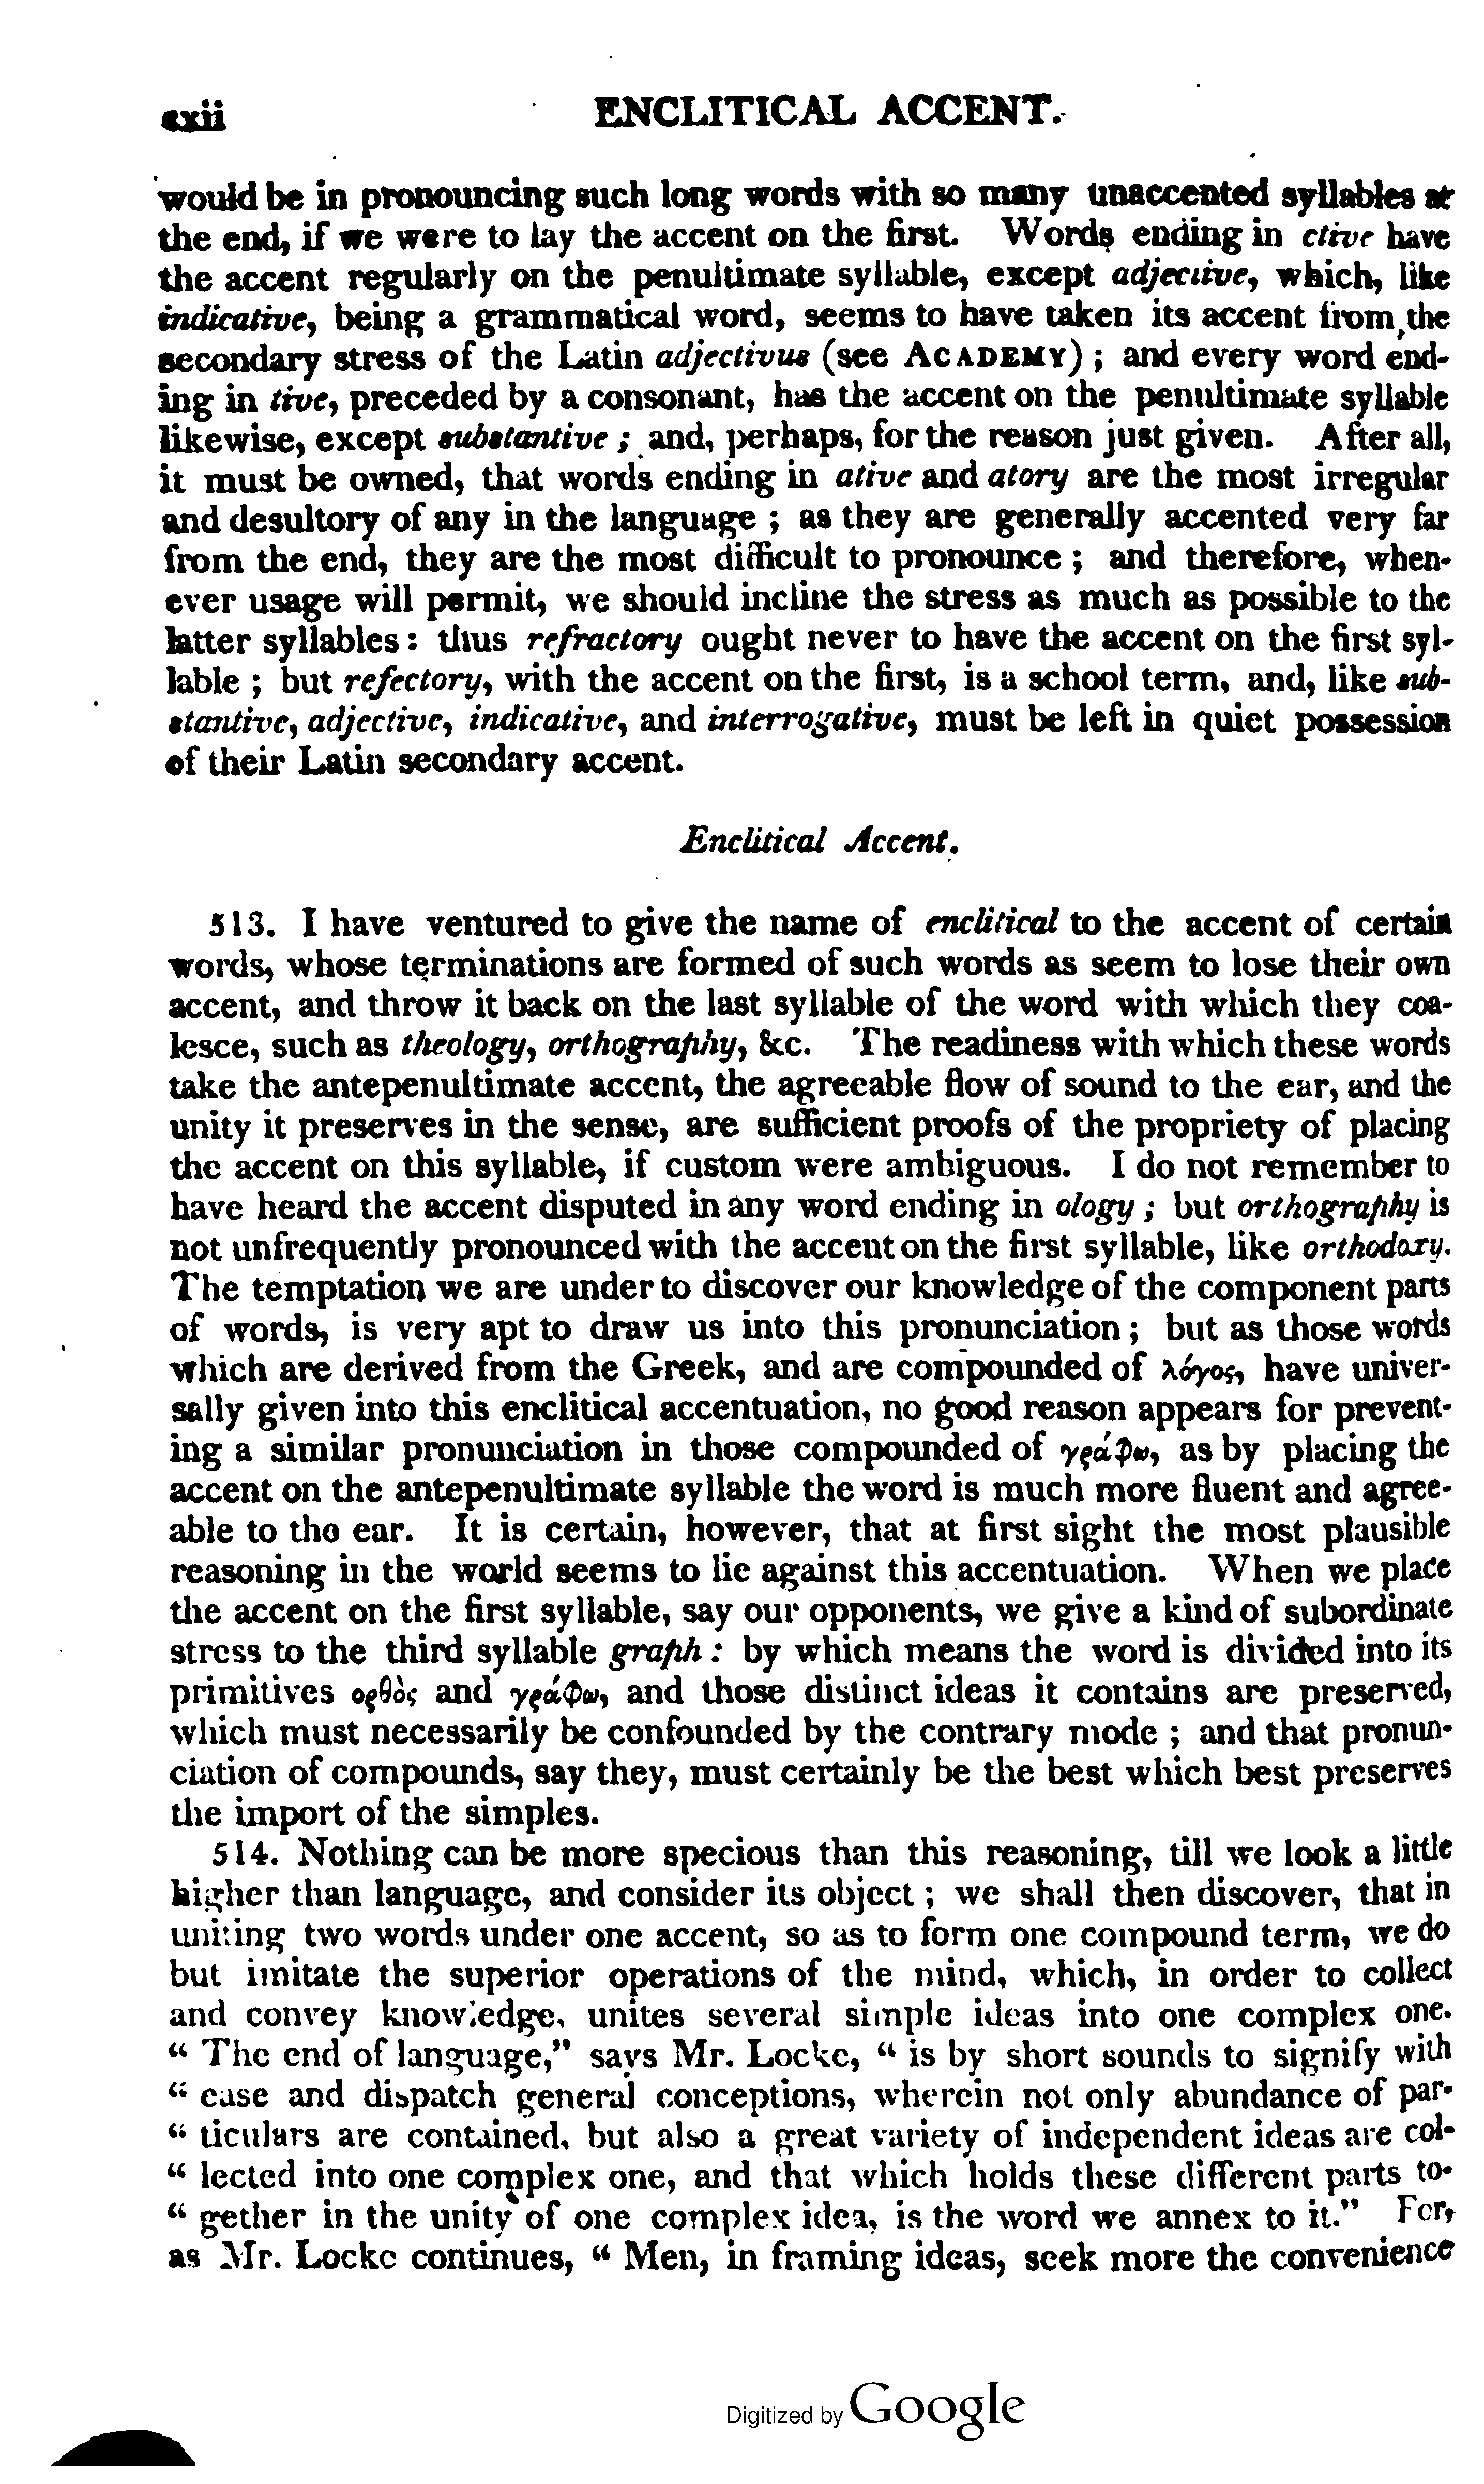 cxii ENCLITICAL ACCENT.
would be in pronouncing such long words with so many unaccented syllables at
the end, if we were to lay the accent on the first. Words ending in ctive have
the accent regularly on the penultimate syllable, except adjective, which, like
indicative, being a grammatical word, seems to have taken its accent from the
secondary stress of the Latin adjectivus (see ACADEMY) ; and every word end-
ing in tive, preceded by a consonant, has the accent on the penultimate syllable
likewise, except substantive ; and, perhaps, for the reason just given. After all,
it must be owned, that words ending in ative and atory are the most irregular
and desultory of any in the language ; as they are generally accented very far
from the end, they are the most difficult to pronounce ; and therefore, when-
ever usage will permit, we should incline the stress as much as possible to the
latter syllables : thus refractory ought never to have the accent on the first syl-
lable ; but refectory, with the accent on the first, is a school term, and, like sub-
stantive, adjective, indicative, and interrogative, must be left in quiet possession
of their Latin secondary accent.
Enclitical Accent.
513. I have ventured to give the name of enclitical to the accent of certain
words, whose terminations are formed of such words as seem to lose their own
accent, and throw it back on the last syllable of the word with which they coa-
lesce, such as theology, orthography, &c. The readiness with which these words
take the antepenultimate accent, the agreeable flow of sound to the ear, and the
unity it preserves in the sense, are sufficient proofs of the propriety of placing
the accent on this syllable, if custom were ambiguous. I do not remember to
have heard the accent disputed in any word ending in ology ; but orthography is
not unfrequently pronounced with the accent on the first syllable, like orthodoxy.
The temptation we are under to discover our knowledge of the component parts
of words, is very apt to draw us into this pronunciation ; but as those words
which are derived from the Greek, and are compounded of λόγος, have univer-
sally given into this enclitical accentuation, no good reason appears for prevent-
ing a similar pronunciation in those compounded of γράφω, as by placing the
accent on the antepenultimate syllable the word is much more fluent and agree-
able to the ear. It is certain, however, that at first sight the most plausible
reasoning in the world seems to lie against this accentuation. When we place
the accent on the first syllable, say our opponents, we give a kind of subordinate
stress to the third syllable graph : by which means the word is divided into its
primitives ορθὸς and γράφω, and those distinct ideas it contains are preserved,
which must necessarily be confounded by the contrary mode ; and that pronun-
ciation of compounds, say they, must certainly be the best which best preserves
the import of the simples.
514. Nothing can be more specious than this reasoning, till we look a little
higher than language, and consider its object ; we shall then discover, that in
uniting two words under one accent, so as to form one compound term, we do
but imitate the superior operations of the mind, which, in order to collect
and convey knowledge, unites several simple ideas into one complex one.
“ The end of language,” says Mr. Locke, “ is by short sounds to signify with
“ ease and dispatch general conceptions, wherein not only abundance of par-
“ ticulars are contained, but also a great variety of independent ideas are col-
“ lected into one complex one, and that which holds these different parts to-
“ gether in the unity of one complex idea, is the word we annex to it.” For,
as Mr. Locke continues, “ Men, in framing ideas, seek more the convenience
Digitized by Google